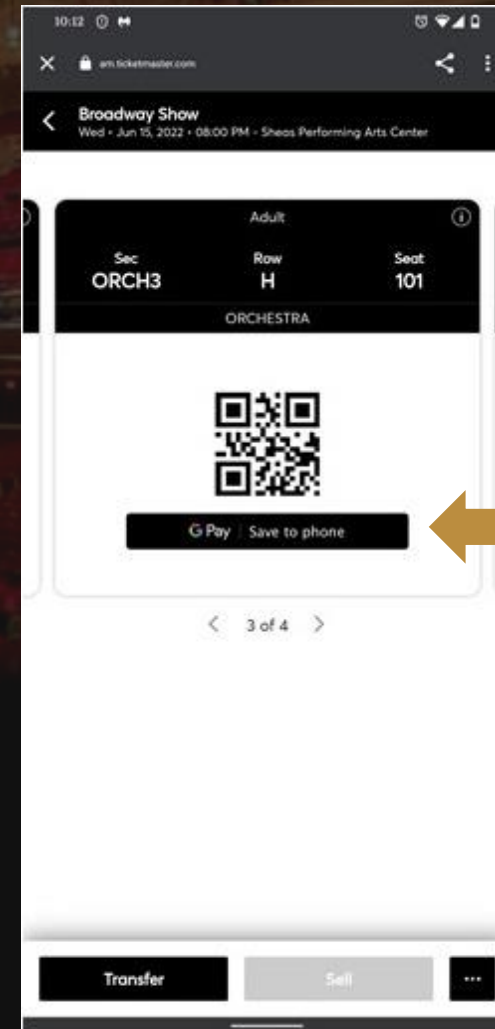 10:12
am.ticketmaster.com
Broadway Show
Wed • Jun 15, 2022 • 08:00 PM - Sheas Performing Arts Center
Adult
Sec Row Seat
ORCH3 H 101
ORCHESTRA
G Pay | Save to phone
< 3 of 4 >
Transfer Sell ...